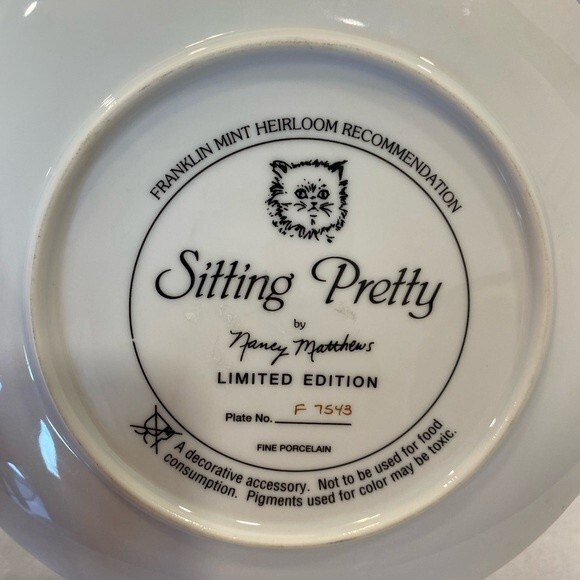 FRANKLIN MINT HEIRLOOM RECOMMENDATION
Sitting Pretty
by
Nancy Matthews
LIMITED EDITION
Plate No. F 7543
FINE PORCELAIN
A decorative accessory. Not to be used for food
consumption. Pigments used for color may be toxic.